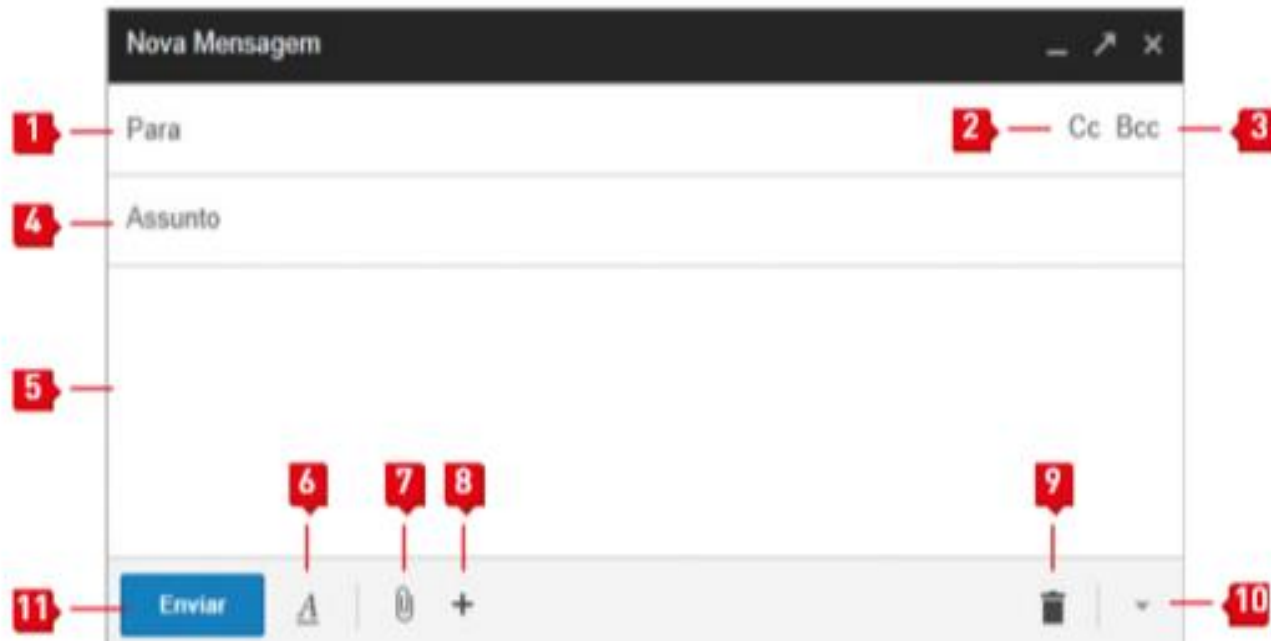 Nova Mensagem
1 Para 2 Cc Bcc 3
4 Assunto
5
6 7 8 9
11 Enviar A 10